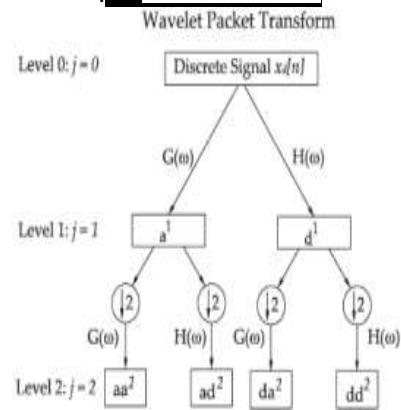 Wavelet Packet Transform
Level 0: j = 0
Discrete Signal xᵢ[n]
G(ω) H(ω)
Level 1: j = 1
a¹ d¹
↓2 ↓2 ↓2 ↓2
G(ω) H(ω) G(ω) H(ω)
Level 2: j = 2 aa² ad² da² dd²